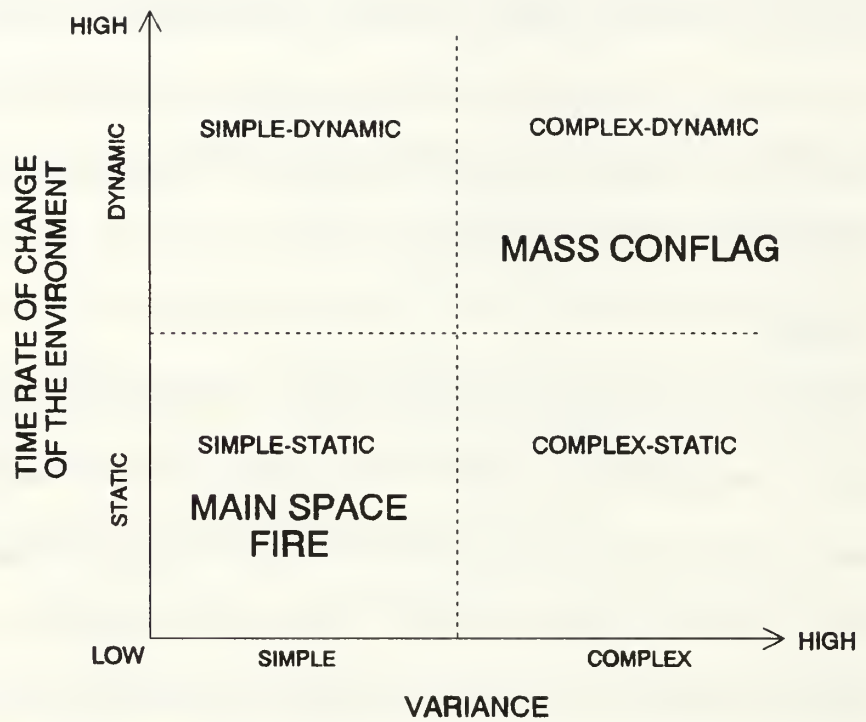 HIGH
TIME RATE OF CHANGE
OF THE ENVIRONMENT
DYNAMIC
STATIC
SIMPLE-DYNAMIC
COMPLEX-DYNAMIC
MASS CONFLAG
SIMPLE-STATIC
COMPLEX-STATIC
MAIN SPACE
FIRE
LOW
SIMPLE
COMPLEX
HIGH
VARIANCE